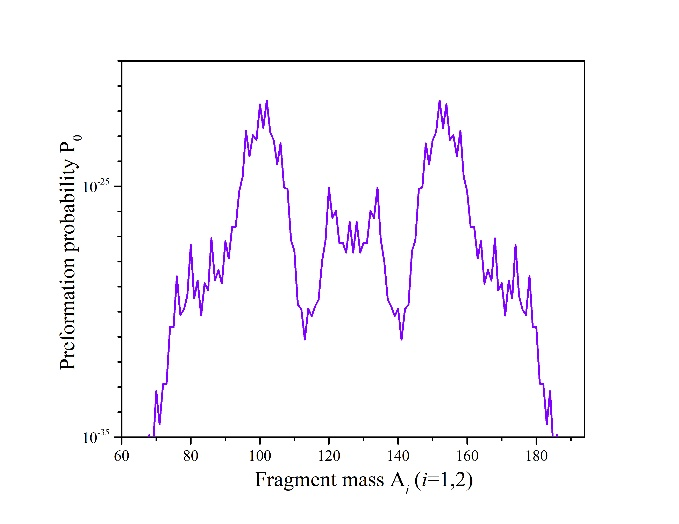 Preformation probability P₀
10⁻²⁵
10⁻³⁵
60 80 100 120 140 160 180
Fragment mass Aᵢ (i=1,2)